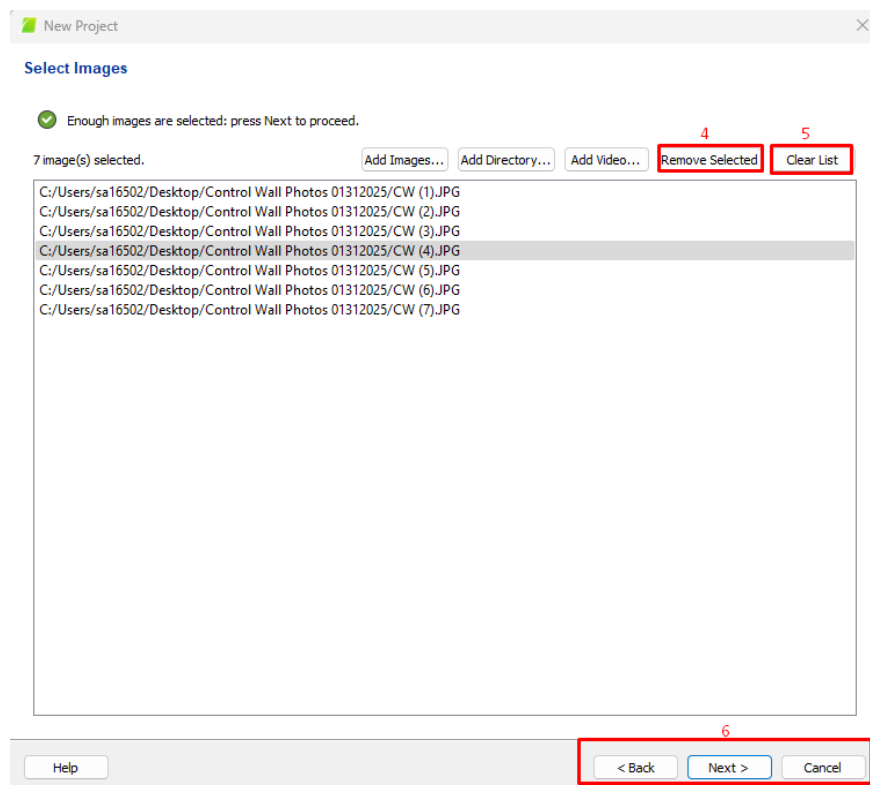 New Project
Select Images
Enough images are selected: press Next to proceed.
4 5
7 image(s) selected. Add Images... Add Directory... Add Video... Remove Selected Clear List
C:/Users/sa16502/Desktop/Control Wall Photos 01312025/CW (1).JPG
C:/Users/sa16502/Desktop/Control Wall Photos 01312025/CW (2).JPG
C:/Users/sa16502/Desktop/Control Wall Photos 01312025/CW (3).JPG
C:/Users/sa16502/Desktop/Control Wall Photos 01312025/CW (4).JPG
C:/Users/sa16502/Desktop/Control Wall Photos 01312025/CW (5).JPG
C:/Users/sa16502/Desktop/Control Wall Photos 01312025/CW (6).JPG
C:/Users/sa16502/Desktop/Control Wall Photos 01312025/CW (7).JPG
6
Help < Back Next > Cancel